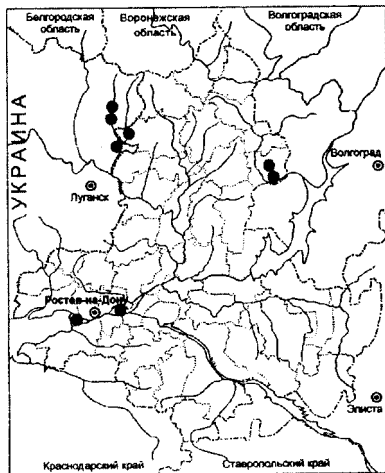 Белгородская
область
Воронежская
область
Волгоградская
область
УКРАИНА
Волгоград
Луганск
Ростов-на-Дону
Элиста
Краснодарский край
Ставропольский край